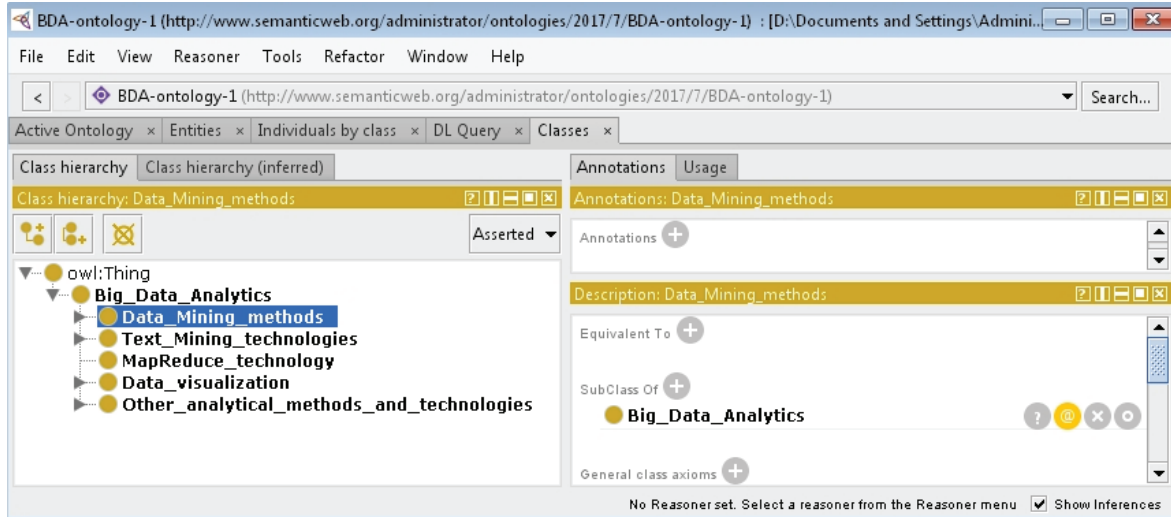 BDA-ontology-1 (http://www.semanticweb.org/administrator/ontologies/2017/7/BDA-ontology-1) : [D:\Documents and Settings\Admini...
File Edit View Reasoner Tools Refactor Window Help
< > BDA-ontology-1 (http://www.semanticweb.org/administrator/ontologies/2017/7/BDA-ontology-1) Search...
Active Ontology × Entities × Individuals by class × DL Query × Classes ×
Class hierarchy Class hierarchy (inferred)
Class hierarchy: Data_Mining_methods
Asserted
owl:Thing
Big_Data_Analytics
Data_Mining_methods
Text_Mining_technologies
MapReduce_technology
Data_visualization
Other_analytical_methods_and_technologies
Annotations Usage
Annotations: Data_Mining_methods
Annotations
Description: Data_Mining_methods
Equivalent To
SubClass Of
Big_Data_Analytics
General class axioms
No Reasoner set. Select a reasoner from the Reasoner menu Show Inferences